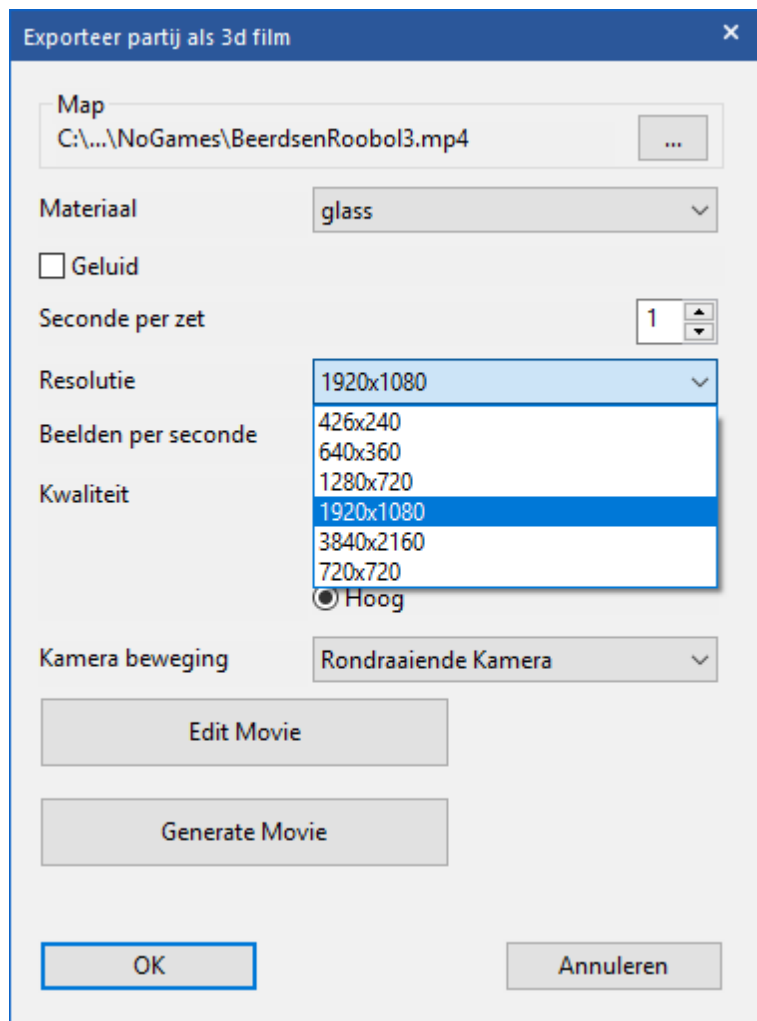 Exporteer partij als 3d film
Map
C:\...\NoGames\BeerdsenRoobol3.mp4
...
Materiaal
glass
Geluid
Seconde per zet
1
Resolutie
1920x1080
426x240
640x360
1280x720
1920x1080
3840x2160
720x720
Beelden per seconde
Kwaliteit
Hoog
Kamera beweging
Rondraaiende Kamera
Edit Movie
Generate Movie
OK
Annuleren